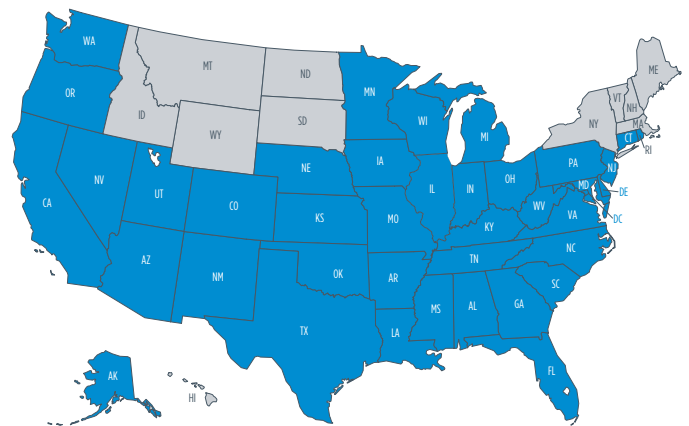 WA
MT
ND
MN
ME
OR
ID
SD
WI
MI
VT
NH
NY
MA
CT
RI
WY
NE
IA
PA
NJ
NV
UT
CO
IL
IN
OH
MD
DE
CA
KS
MO
WV
VA
DC
KY
AZ
NM
OK
AR
TN
NC
SC
MS
AL
GA
TX
LA
FL
AK
HI